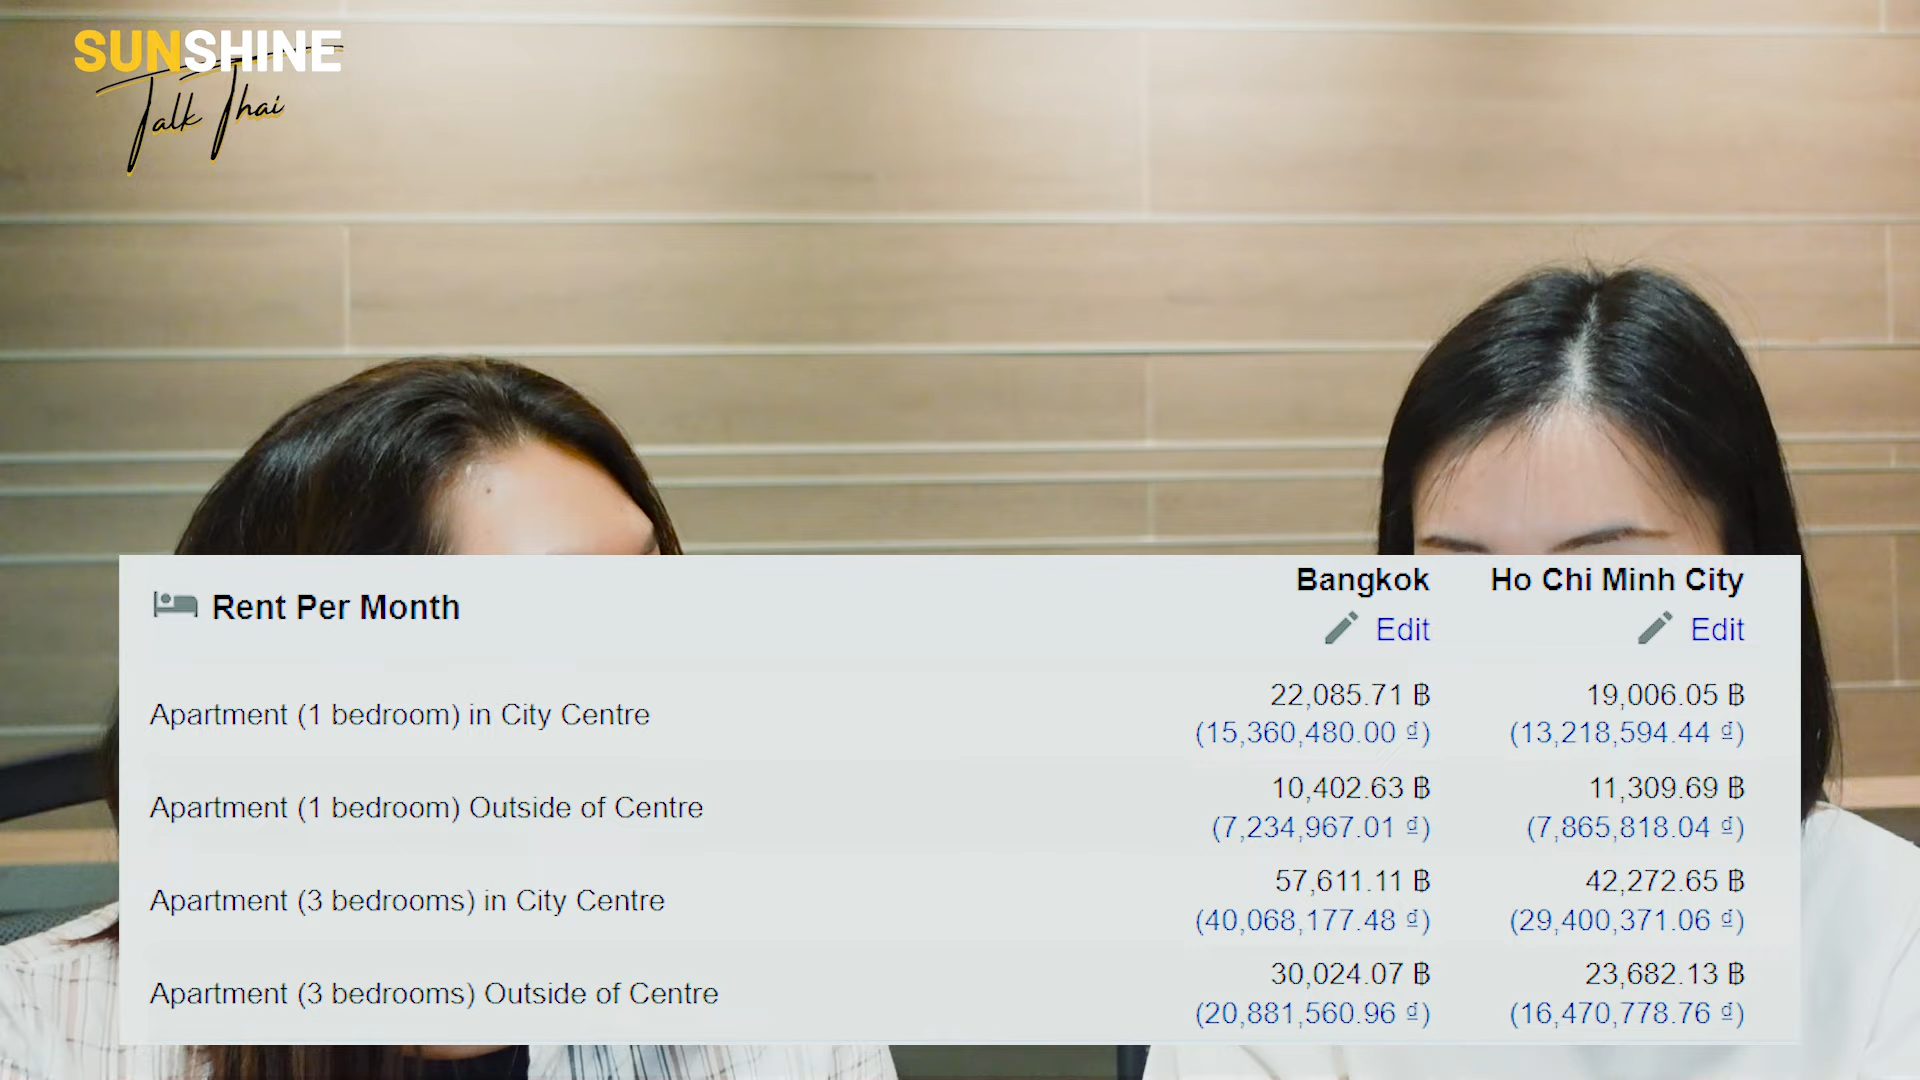 SUNSHINE
Talk Thai
Rent Per Month
Bangkok
Ho Chi Minh City
Edit
Edit
Apartment (1 bedroom) in City Centre
22,085.71 ฿
19,006.05 ฿
(15,360,480.00 ₫)
(13,218,594.44 ₫)
Apartment (1 bedroom) Outside of Centre
10,402.63 ฿
11,309.69 ฿
(7,234,967.01 ₫)
(7,865,818.04 ₫)
Apartment (3 bedrooms) in City Centre
57,611.11 ฿
42,272.65 ฿
(40,068,177.48 ₫)
(29,400,371.06 ₫)
Apartment (3 bedrooms) Outside of Centre
30,024.07 ฿
23,682.13 ฿
(20,881,560.96 ₫)
(16,470,778.76 ₫)